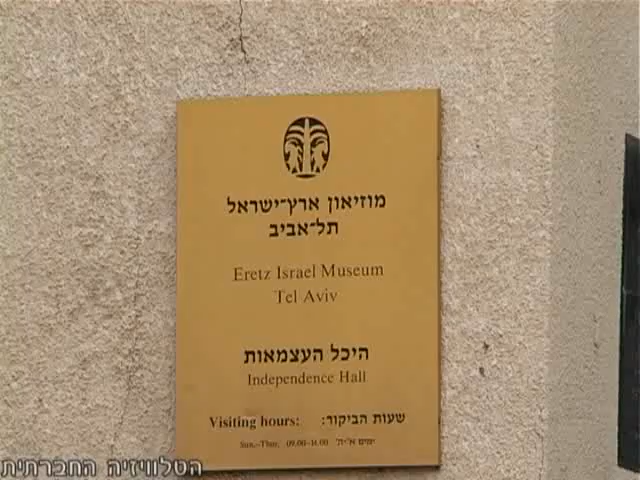 מוזיאון ארץ־ישראל
תל־אביב
Eretz Israel Museum
Tel Aviv
היכל העצמאות
Independence Hall
Visiting hours: שעות הביקור:
Sun.–Thur. 09.00–14.00 ימים א׳-ה׳
הטלוויזיה החברתית